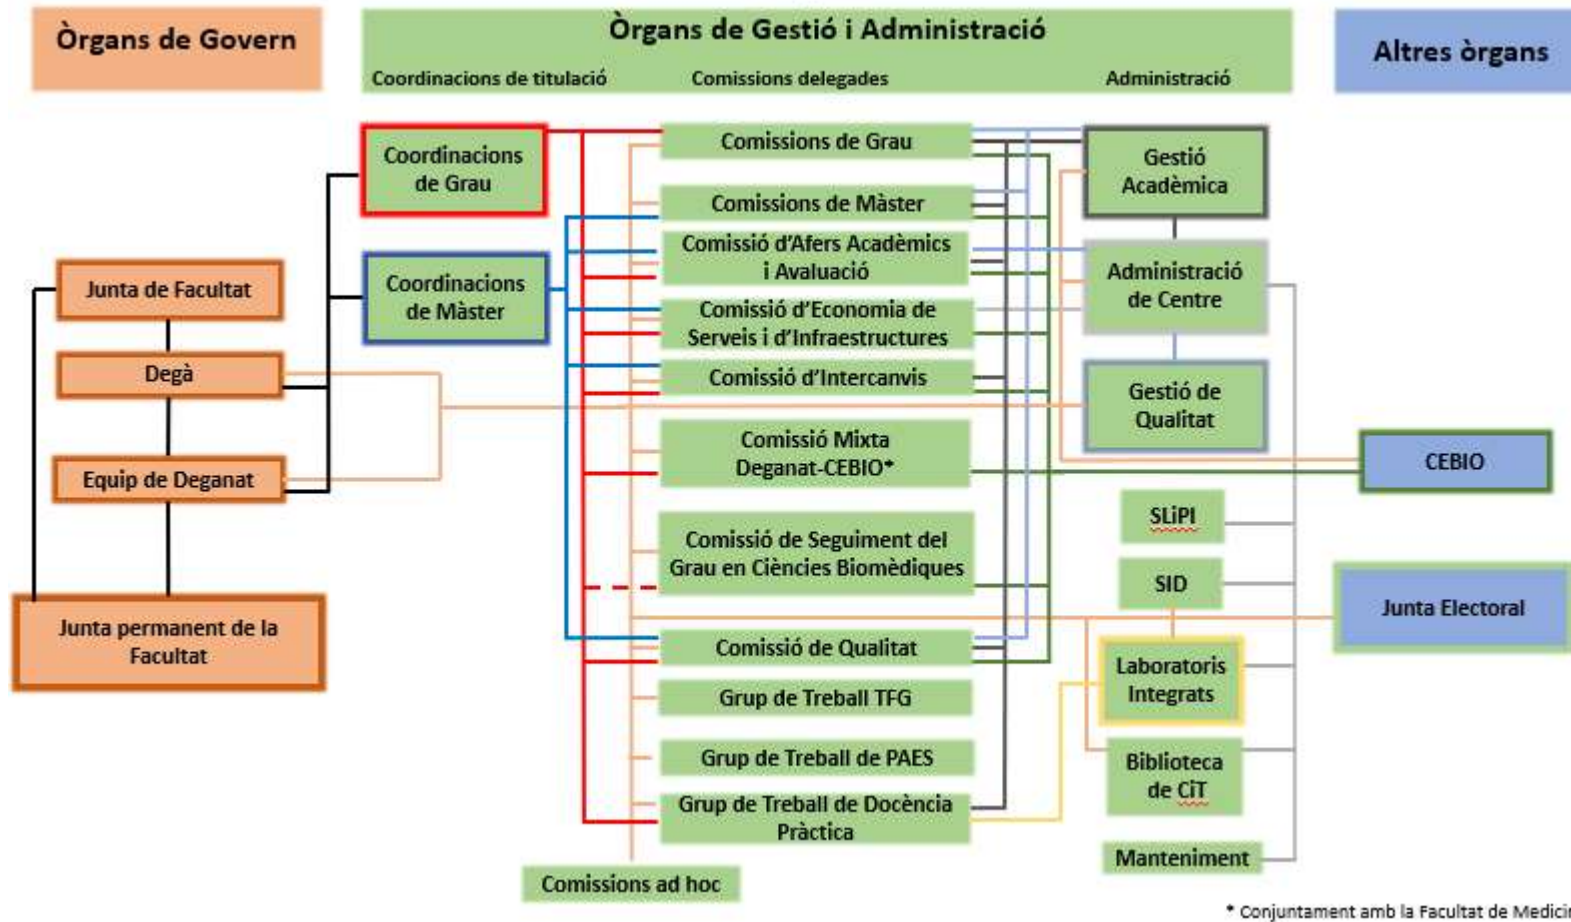 Òrgans de Govern
Òrgans de Gestió i Administració
Coordinacions de titulació
Comissions delegades
Administració
Altres òrgans
Coordinacions
de Grau
Coordinacions
de Màster
Junta de Facultat
Degà
Equip de Deganat
Junta permanent de la
Facultat
Comissions de Grau
Comissions de Màster
Comissió d'Afers Acadèmics
i Avaluació
Comissió d'Economia de
Serveis i d'Infraestructures
Comissió d'Intercanvis
Comissió Mixta
Deganat-CEBIO*
Comissió de Seguiment del
Grau en Ciències Biomèdiques
Comissió de Qualitat
Grup de Treball TFG
Grup de Treball de PAES
Grup de Treball de Docència
Pràctica
Comissions ad hoc
Gestió
Acadèmica
Administració
de Centre
Gestió de
Qualitat
SLiPI
SID
Laboratoris
Integrats
Biblioteca
de CiT
Manteniment
CEBIO
Junta Electoral
* Conjuntament amb la Facultat de Medicin